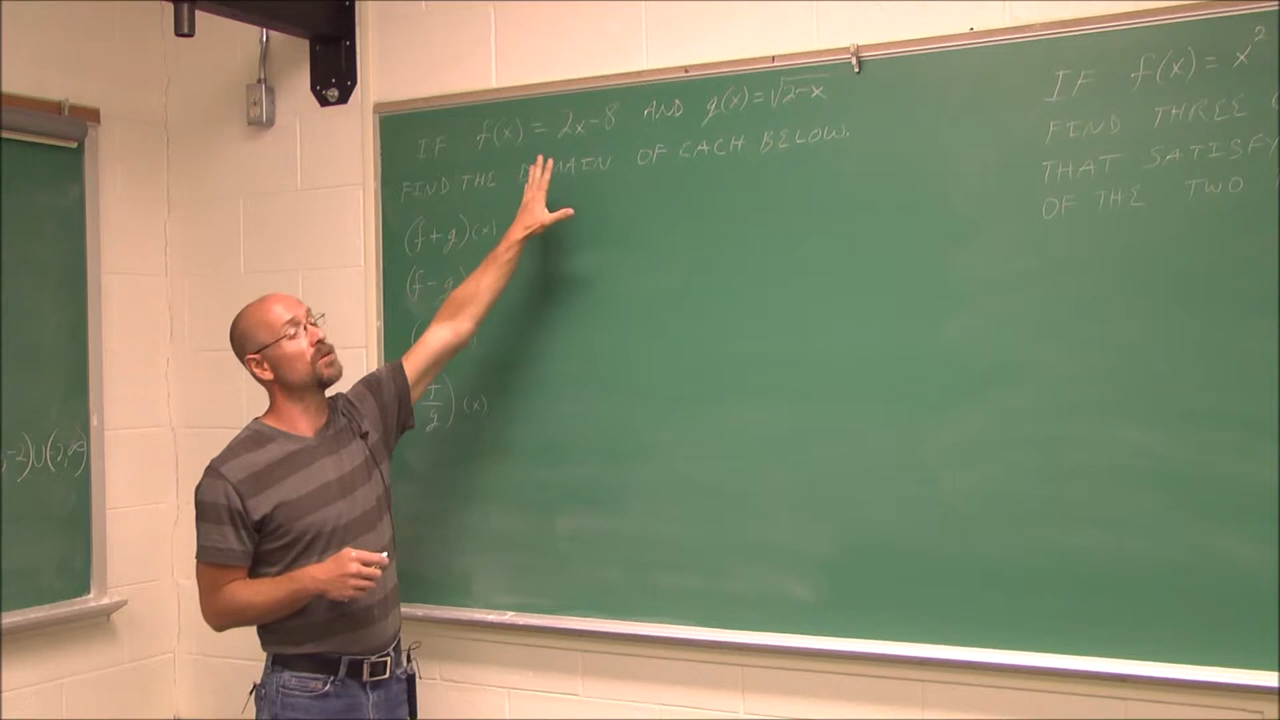 IF f(x) = 2x-8 AND g(x) = √2-x
FIND THE DOMAIN OF EACH BELOW.
(f+g)(x)
(f-g)
(f/g)(x)
-2)∪(-2,∞)
IF f(x) = x²
FIND THREE
THAT SATISFY
OF THE TWO